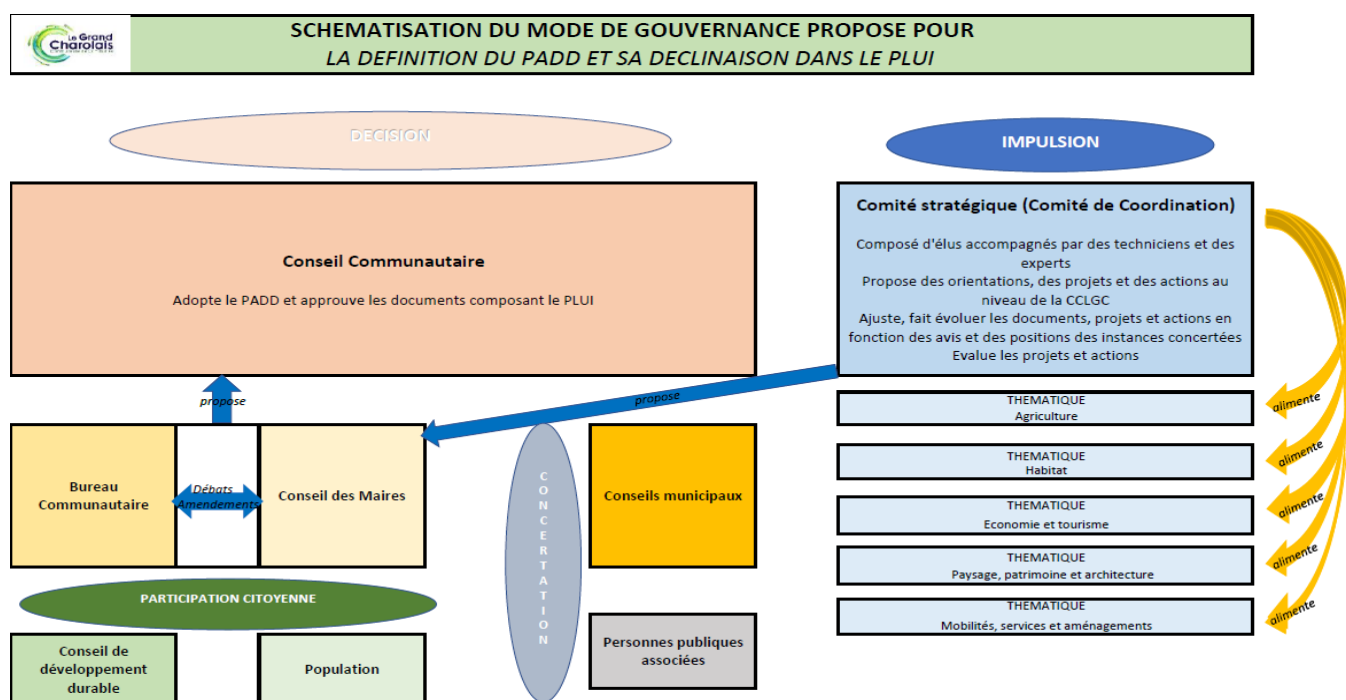 Le Grand
Charolais
SCHEMATISATION DU MODE DE GOUVERNANCE PROPOSE POUR
LA DEFINITION DU PADD ET SA DECLINAISON DANS LE PLUI
DECISION
IMPULSION
Conseil Communautaire
Adopte le PADD et approuve les documents composant le PLUI
Comité stratégique (Comité de Coordination)
Composé d'élus accompagnés par des techniciens et des
experts
Propose des orientations, des projets et des actions au
niveau de la CCLGC
Ajuste, fait évoluer les documents, projets et actions en
fonction des avis et des positions des instances concertées
Evalue les projets et actions
propose
propose
Bureau
Communautaire
Débats
Amendements
Conseil des Maires
CONCERTATION
Conseils municipaux
THEMATIQUE
Agriculture
alimente
THEMATIQUE
Habitat
alimente
THEMATIQUE
Economie et tourisme
alimente
THEMATIQUE
Paysage, patrimoine et architecture
alimente
THEMATIQUE
Mobilités, services et aménagements
alimente
PARTICIPATION CITOYENNE
Conseil de
développement
durable
Population
Personnes publiques
associées